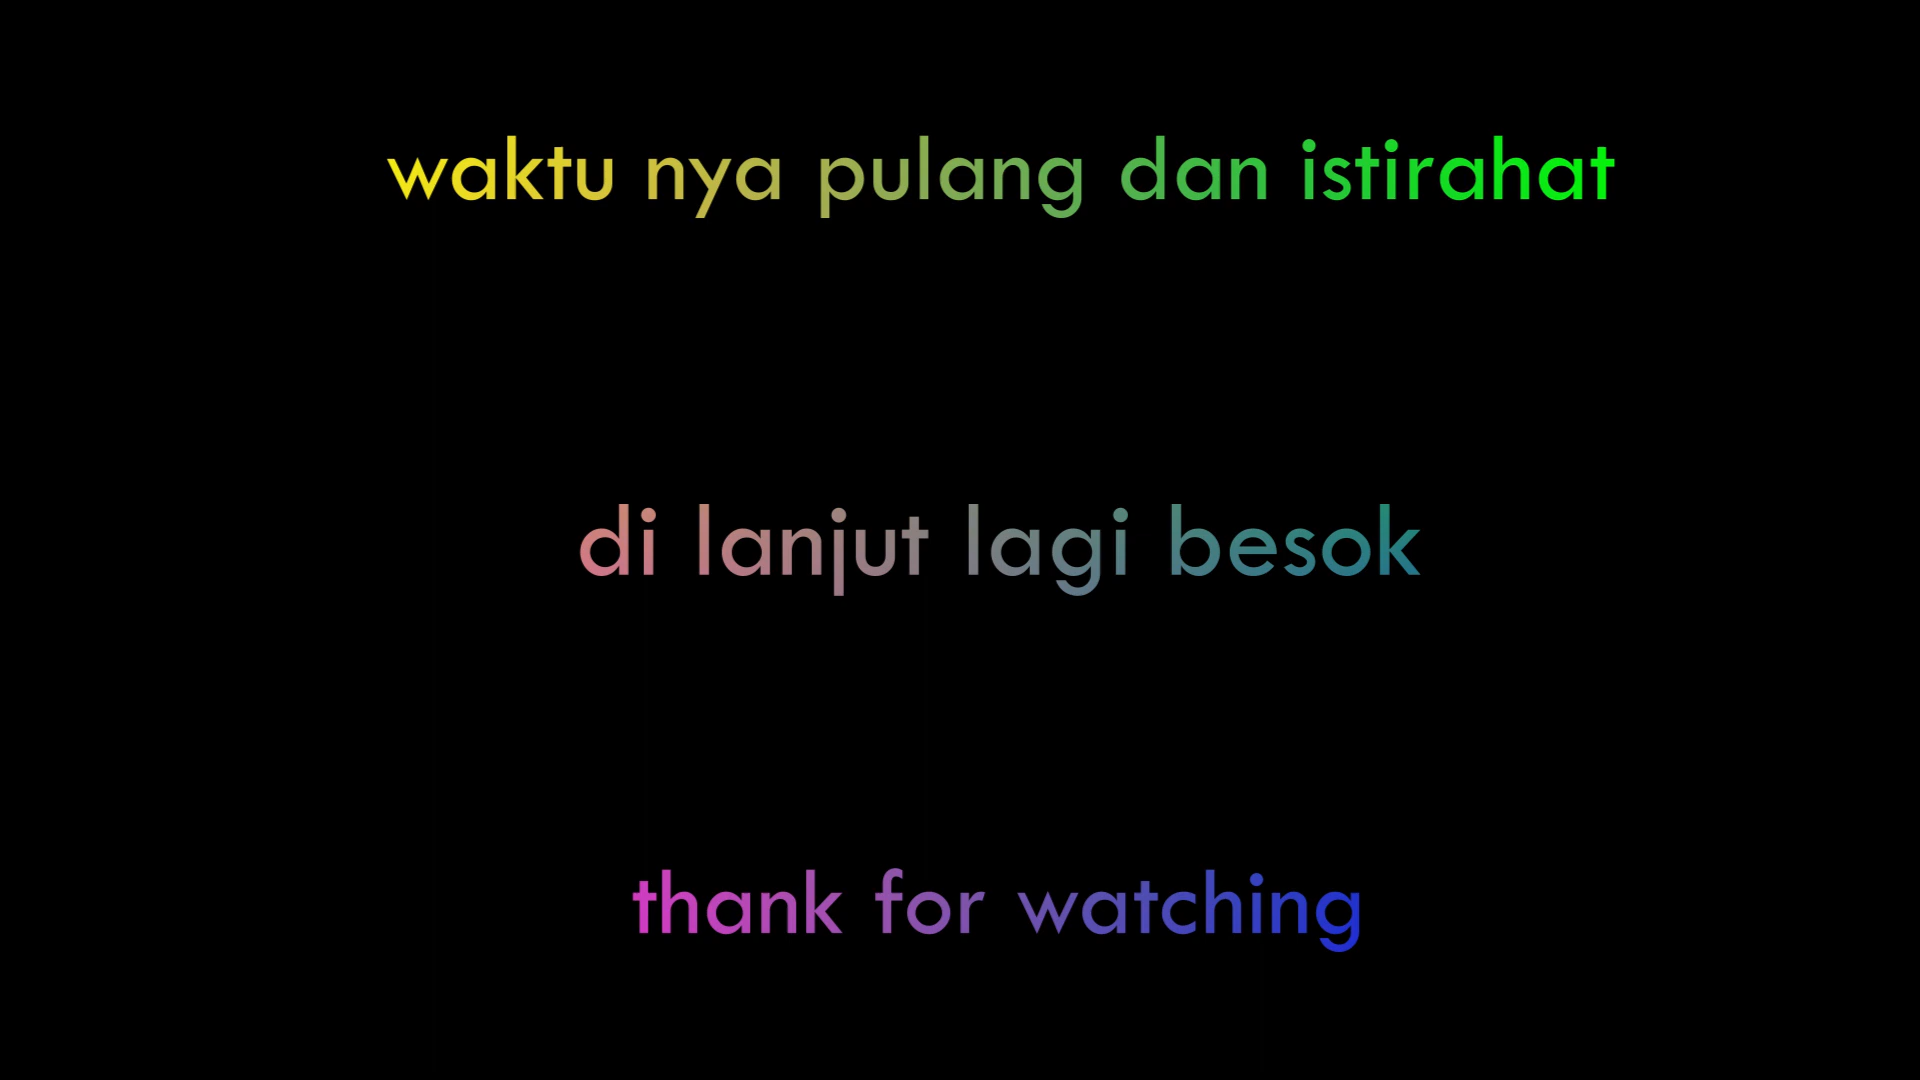 waktu nya pulang dan istirahat
di lanjut lagi besok
thank for watching